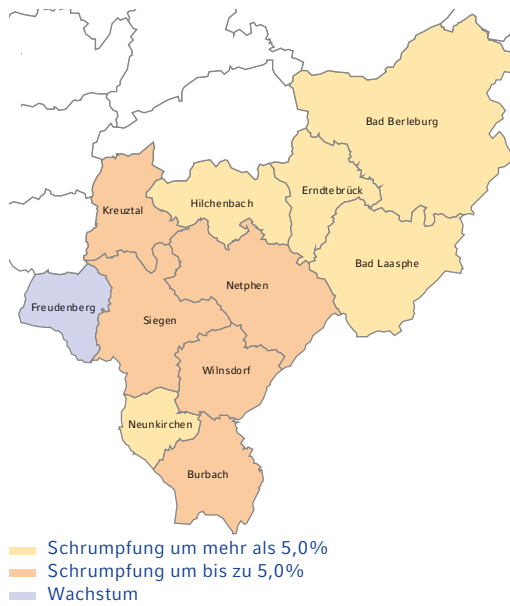 Bad Berleburg
Erndtebrück
Hilchenbach
Kreuztal
Bad Laasphe
Netphen
Freudenberg
Siegen
Wilnsdorf
Neunkirchen
Burbach
Schrumpfung um mehr als 5,0%
Schrumpfung um bis zu 5,0%
Wachstum